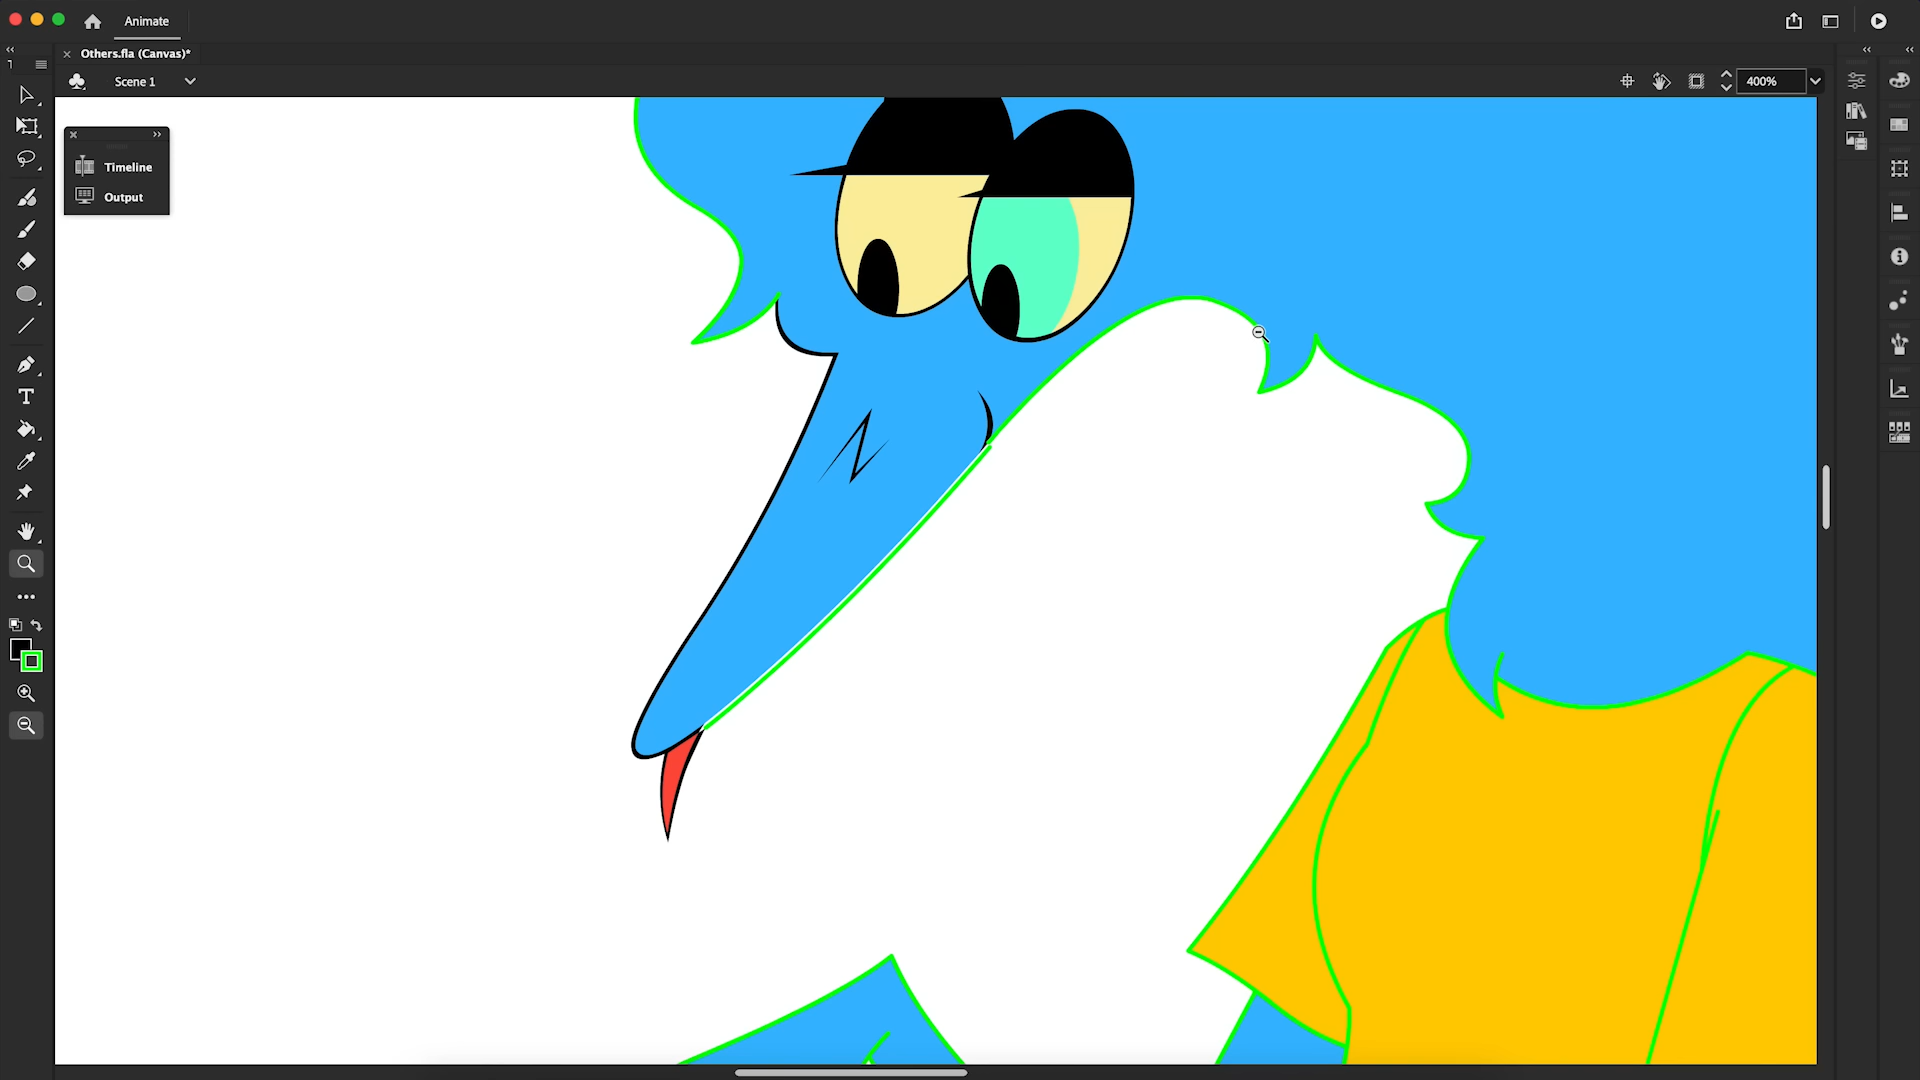 Animate
Others.fla (Canvas)*
Scene 1
400%
Timeline
Output